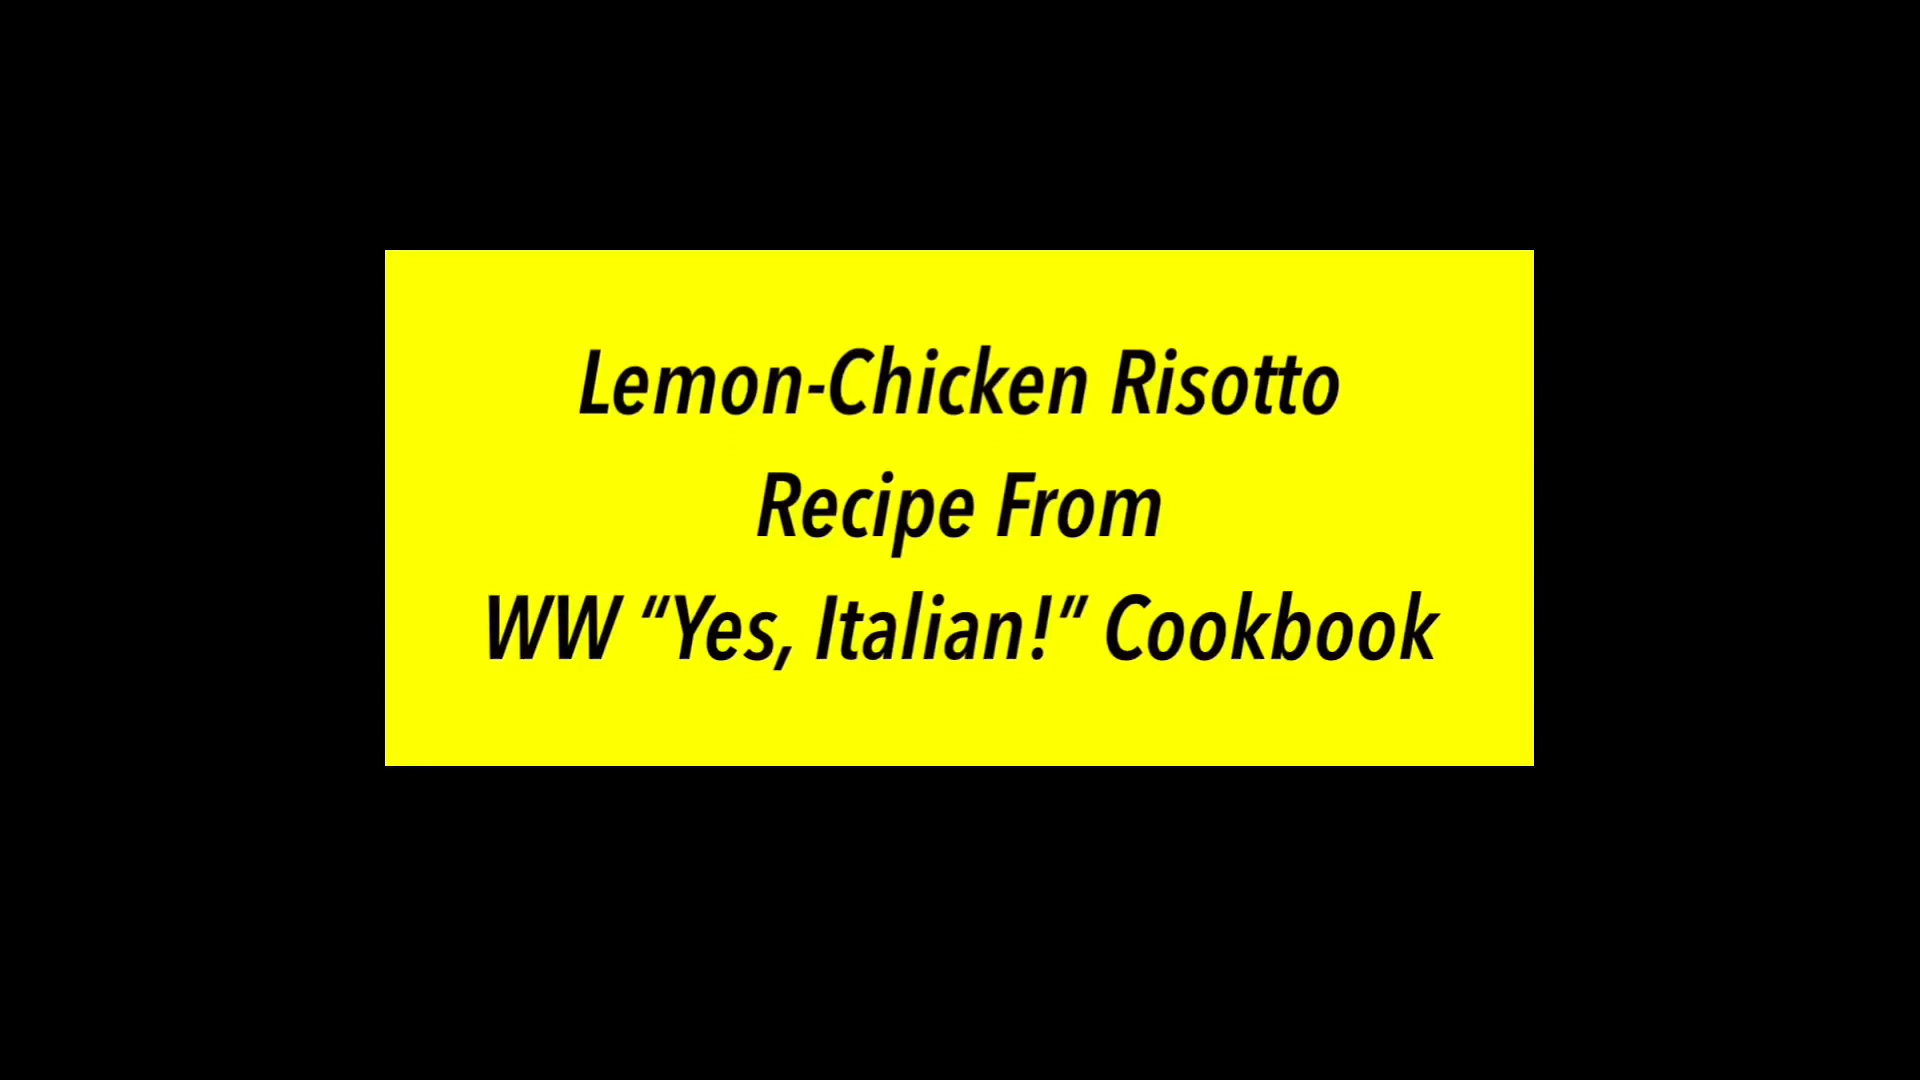 Lemon-Chicken Risotto
Recipe From
WW “Yes, Italian!” Cookbook